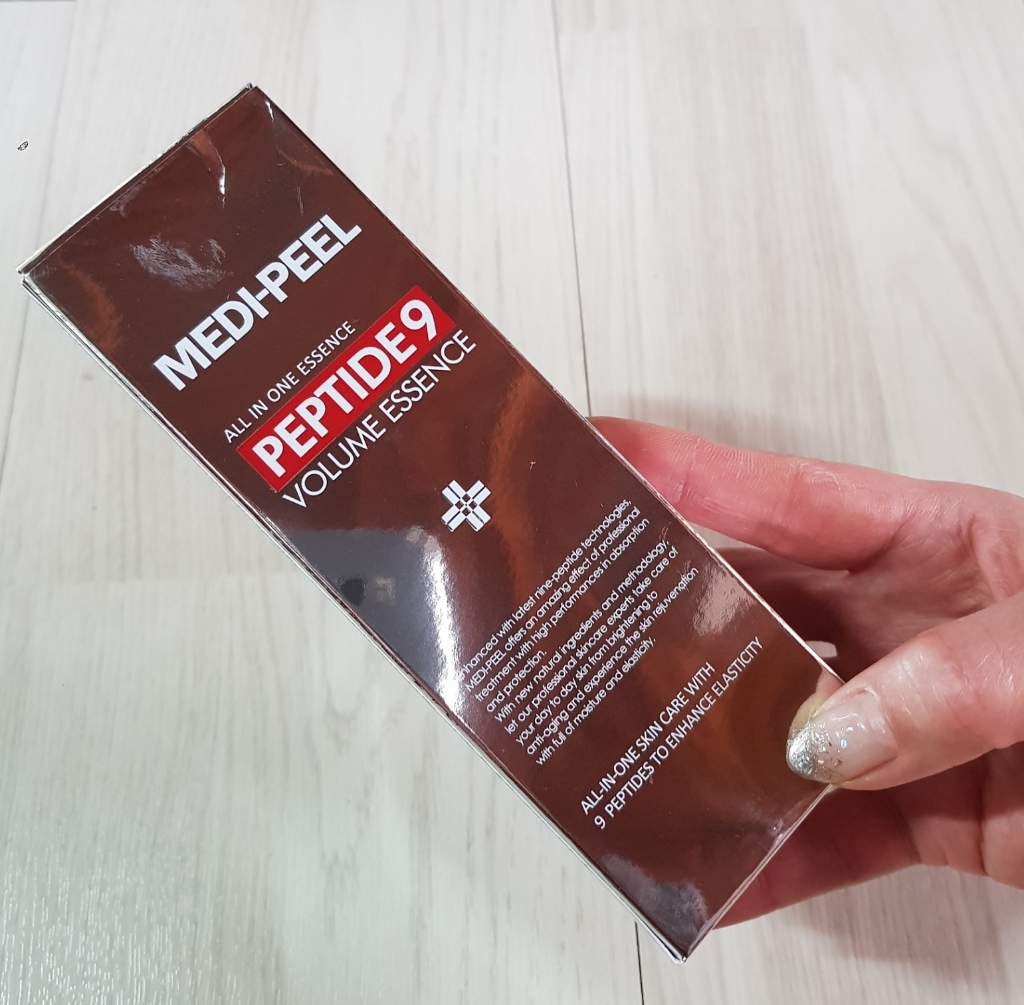 MEDI-PEEL
ALL IN ONE ESSENCE
PEPTIDE 9
VOLUME ESSENCE
enhanced with latest nine-peptide technologies,
MEDI-PEEL offers an amazing effect of professional
treatment with high performances in absorption
and protection.
With new natural ingredients and methodology,
let our professional skincare experts take care of
your day to day skin from brightening to
anti-aging and experience the skin rejuvenation
with full of moisture and elasticity.
ALL-IN-ONE SKIN CARE WITH
9 PEPTIDES TO ENHANCE ELASTICITY